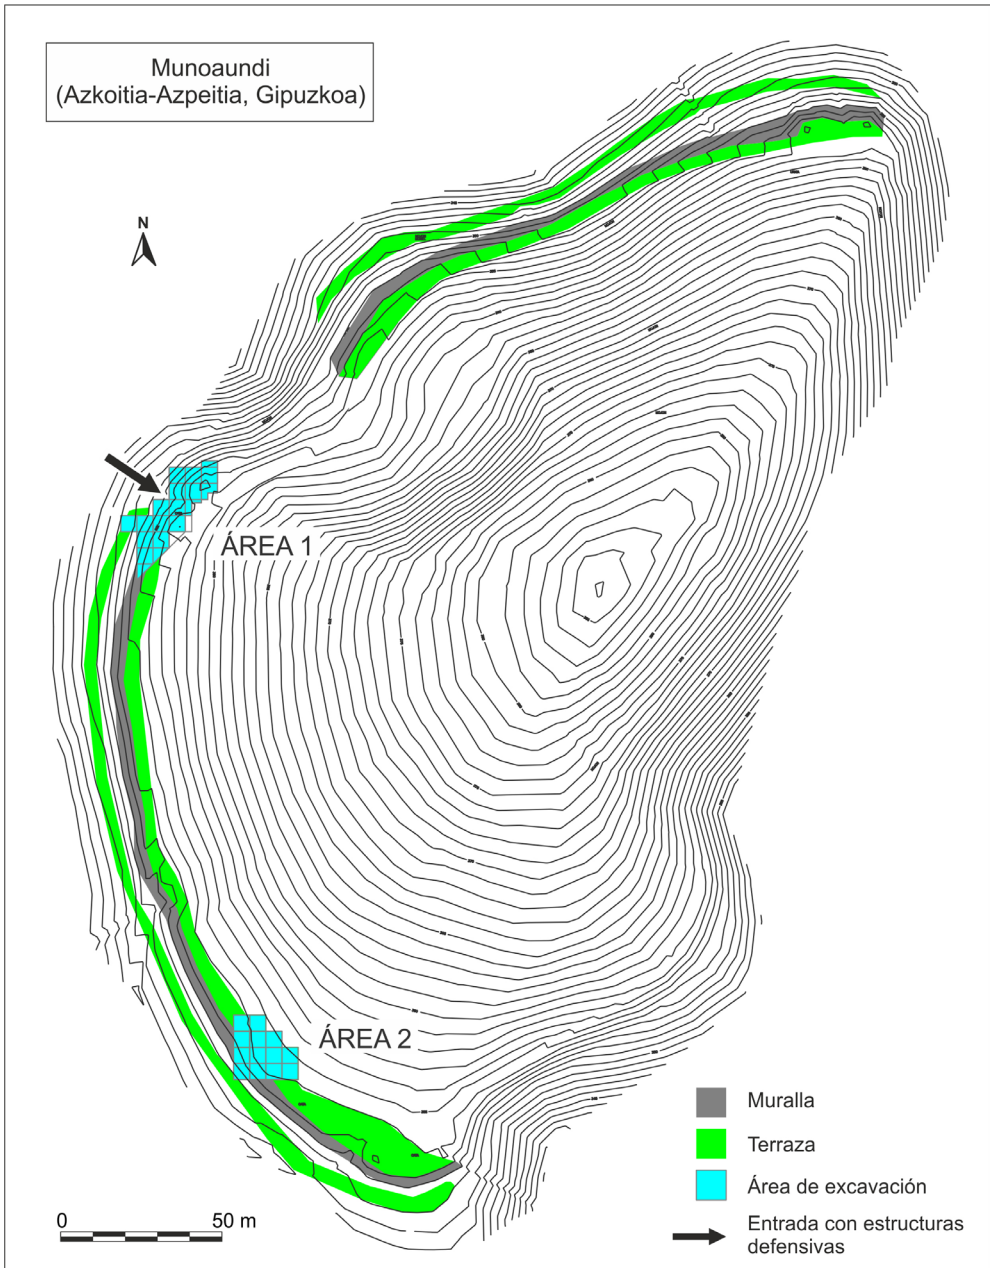 Munoaundi
(Azkoitia-Azpeitia, Gipuzkoa)
N
ÁREA 1
ÁREA 2
Muralla
Terraza
Área de excavación
Entrada con estructuras
defensivas
0 50 m